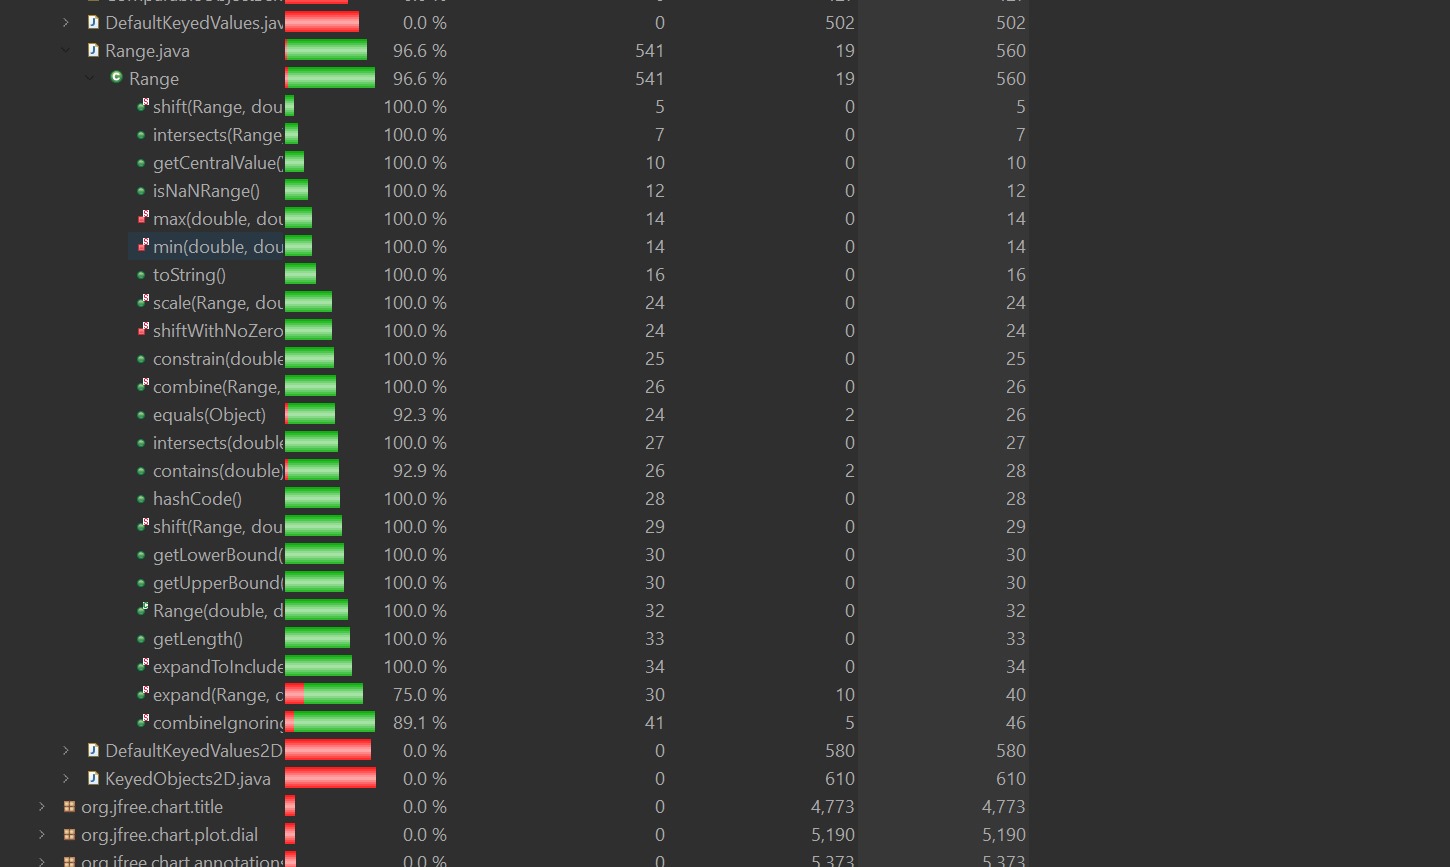 DefaultKeyedValues.jav 0.0 % 0 502 502
Range.java 96.6 % 541 19 560
Range 96.6 % 541 19 560
shift(Range, dou 100.0 % 5 0 5
intersects(Range 100.0 % 7 0 7
getCentralValue() 100.0 % 10 0 10
isNaNRange() 100.0 % 12 0 12
max(double, dou 100.0 % 14 0 14
min(double, dou 100.0 % 14 0 14
toString() 100.0 % 16 0 16
scale(Range, dou 100.0 % 24 0 24
shiftWithNoZero 100.0 % 24 0 24
constrain(double 100.0 % 25 0 25
combine(Range, 100.0 % 26 0 26
equals(Object) 92.3 % 24 2 26
intersects(double 100.0 % 27 0 27
contains(double) 92.9 % 26 2 28
hashCode() 100.0 % 28 0 28
shift(Range, dou 100.0 % 29 0 29
getLowerBound( 100.0 % 30 0 30
getUpperBound( 100.0 % 30 0 30
Range(double, d 100.0 % 32 0 32
getLength() 100.0 % 33 0 33
expandToInclude 100.0 % 34 0 34
expand(Range, d 75.0 % 30 10 40
combineIgnoring 89.1 % 41 5 46
DefaultKeyedValues2D 0.0 % 0 580 580
KeyedObjects2D.java 0.0 % 0 610 610
org.jfree.chart.title 0.0 % 0 4,773 4,773
org.jfree.chart.plot.dial 0.0 % 0 5,190 5,190
org.jfree.chart.annotations 0.0 % 0 5,373 5,373